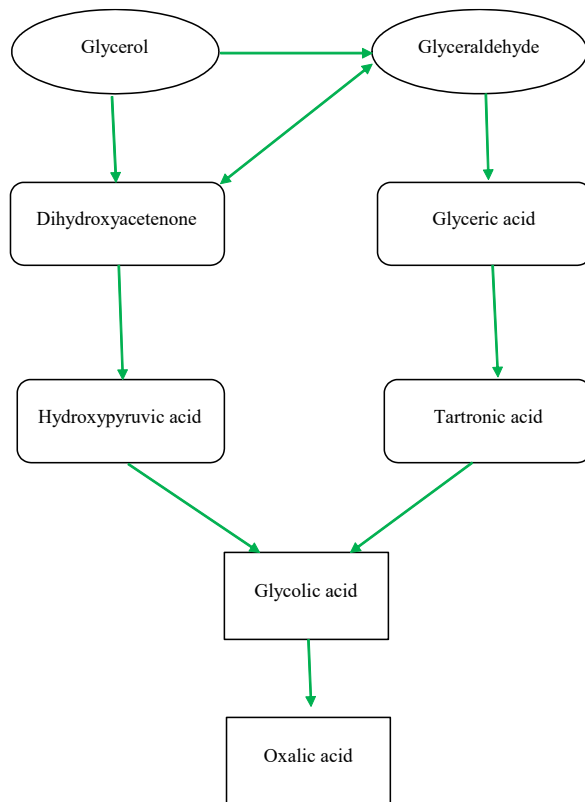 Glycerol
Glyceraldehyde
Dihydroxyacetenone
Glyceric acid
Hydroxypyruvic acid
Tartronic acid
Glycolic acid
Oxalic acid